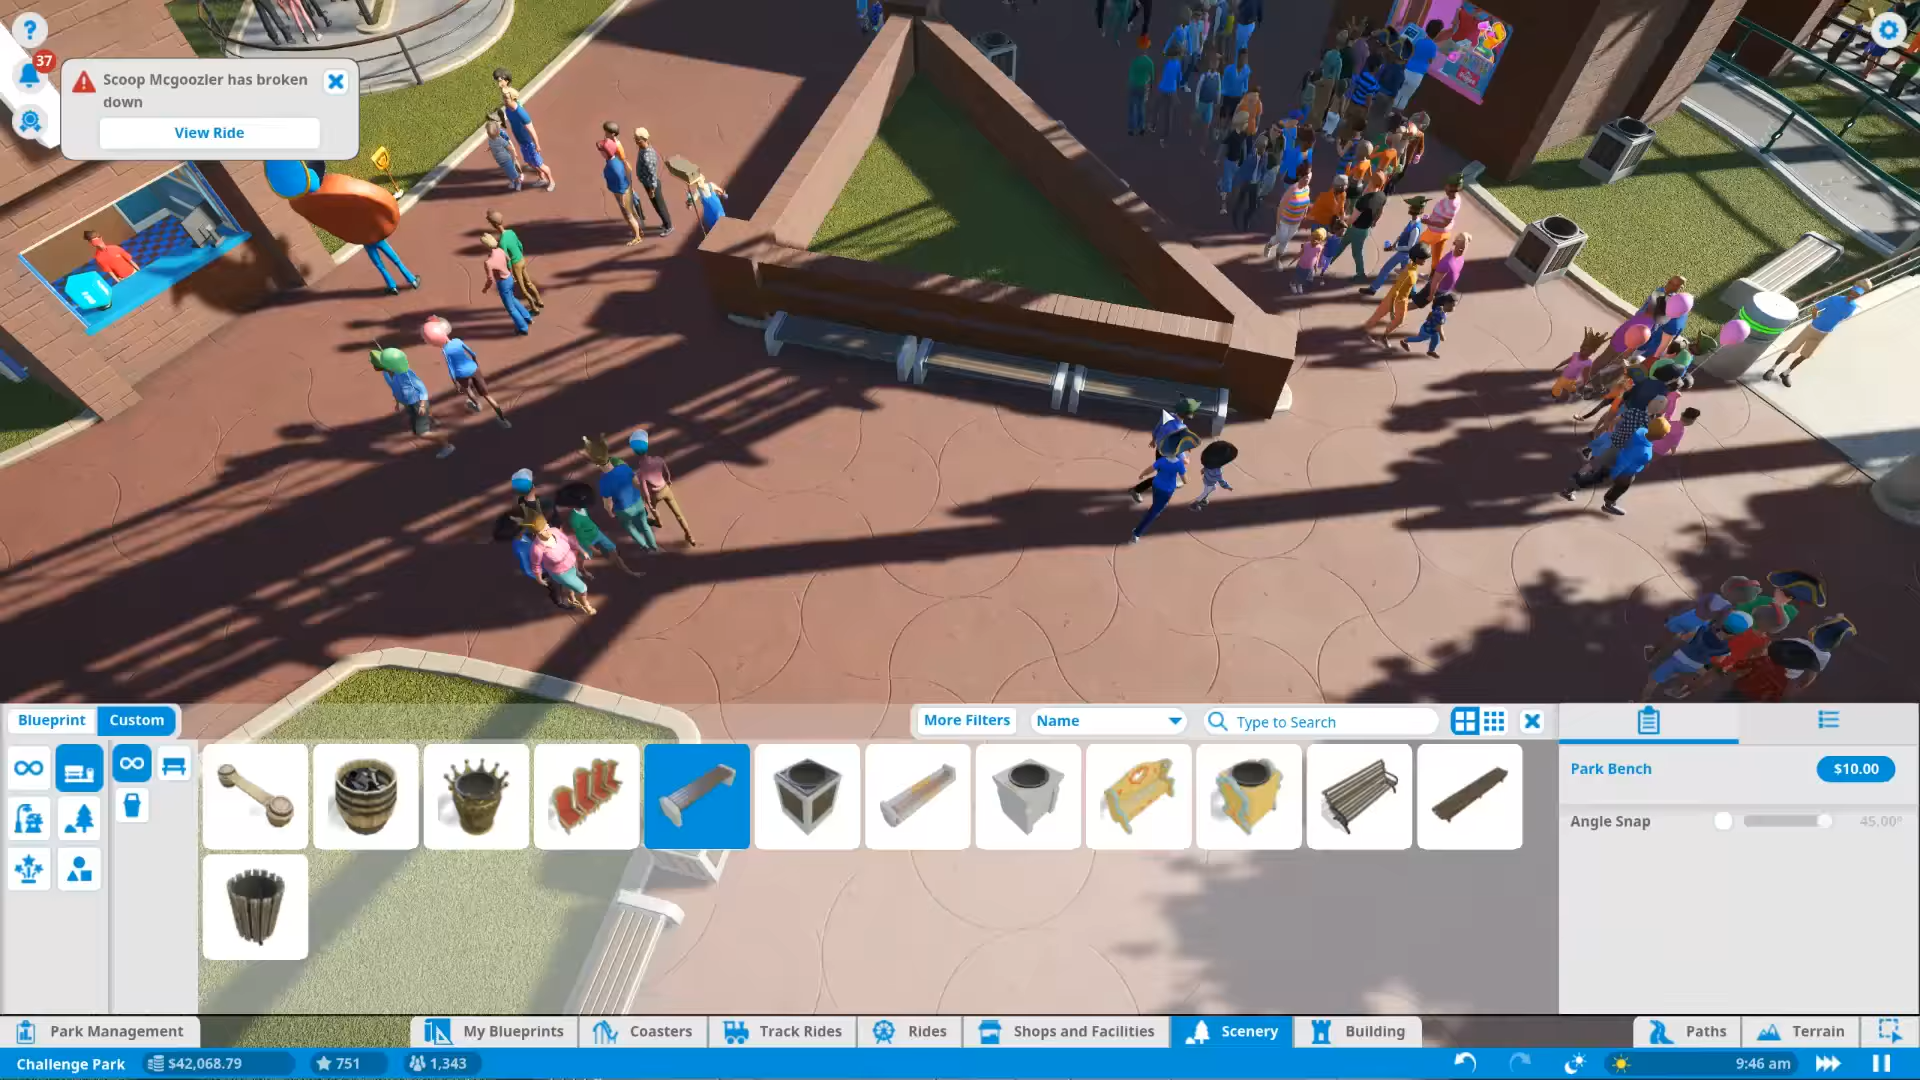 ?
37
Scoop Mcgoozler has broken
down
View Ride
Blueprint
Custom
More Filters
Name
Type to Search
Park Bench
$10.00
Angle Snap
45.00°
Park Management
My Blueprints
Coasters
Track Rides
Rides
Shops and Facilities
Scenery
Building
Paths
Terrain
Challenge Park
$42,068.79
751
1,343
9:46 am